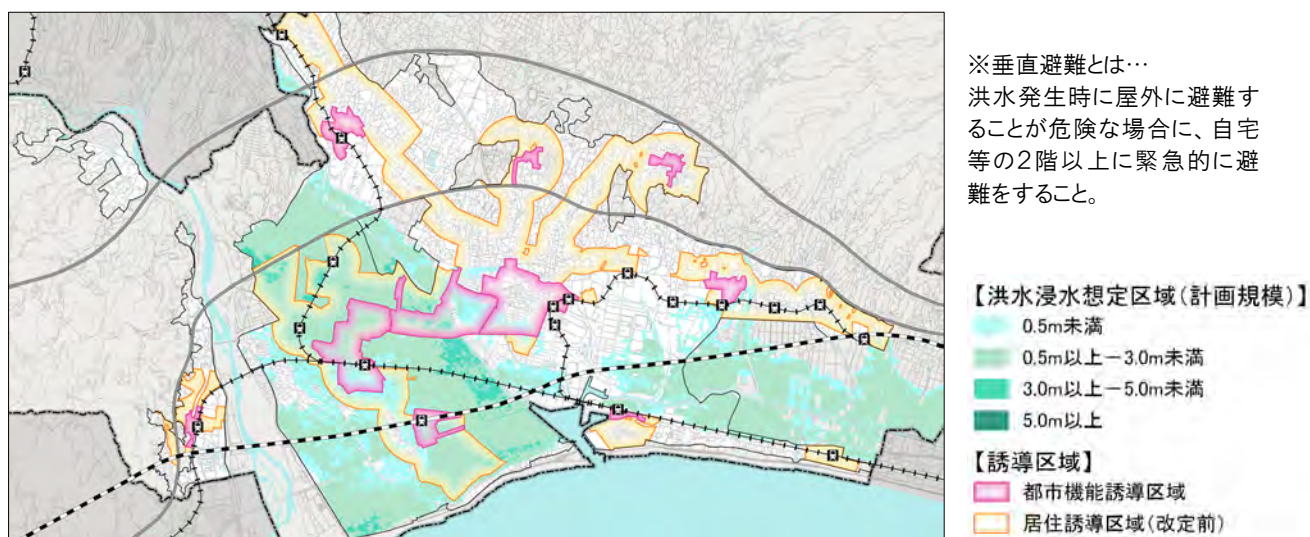 ※垂直避難とは…
洪水発生時に屋外に避難す
ることが危険な場合に、自宅
等の2階以上に緊急的に避
難をすること。
【洪水浸水想定区域(計画規模)】
0.5m未満
0.5m以上－3.0m未満
3.0m以上－5.0m未満
5.0m以上
【誘導区域】
都市機能誘導区域
居住誘導区域(改定前)